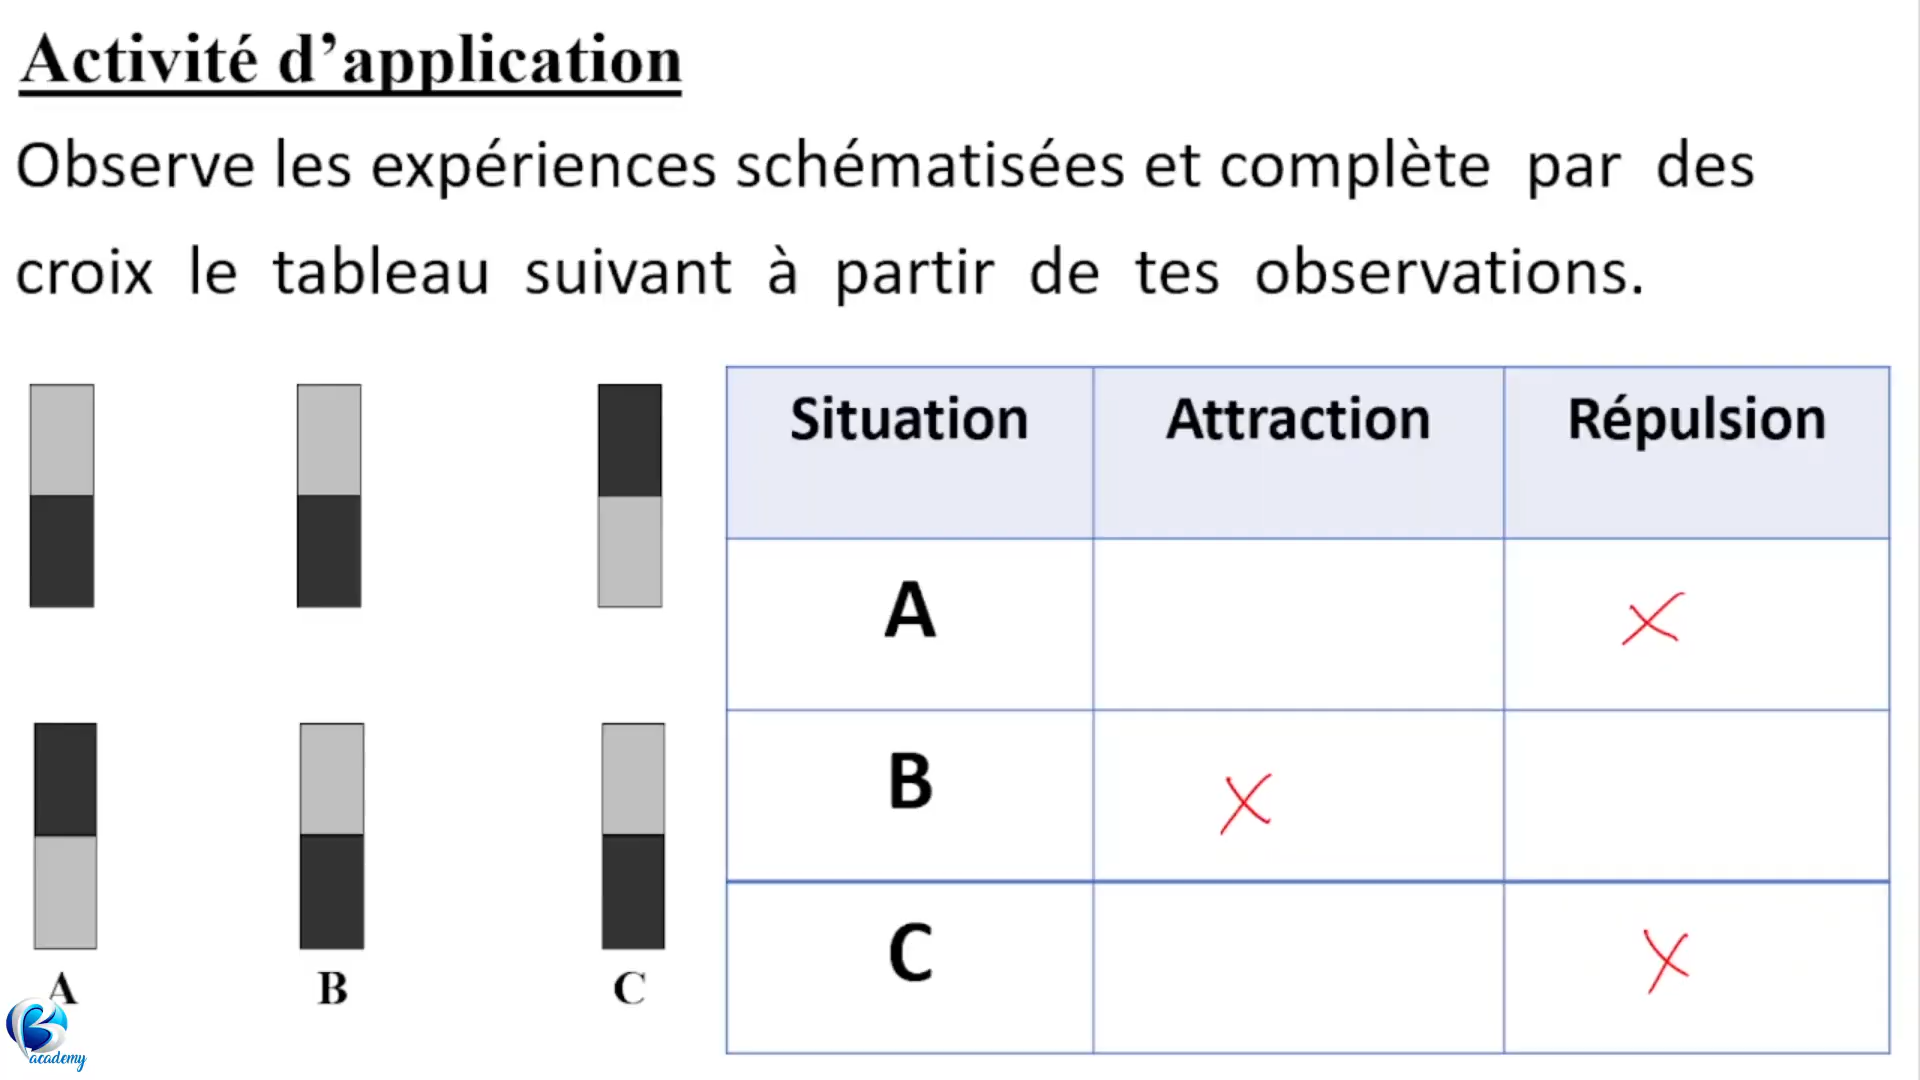 Activité d'application
Observe les expériences schématisées et complète par des
croix le tableau suivant à partir de tes observations.
Situation Attraction Répulsion
A X
B X
C X
A B C
academy